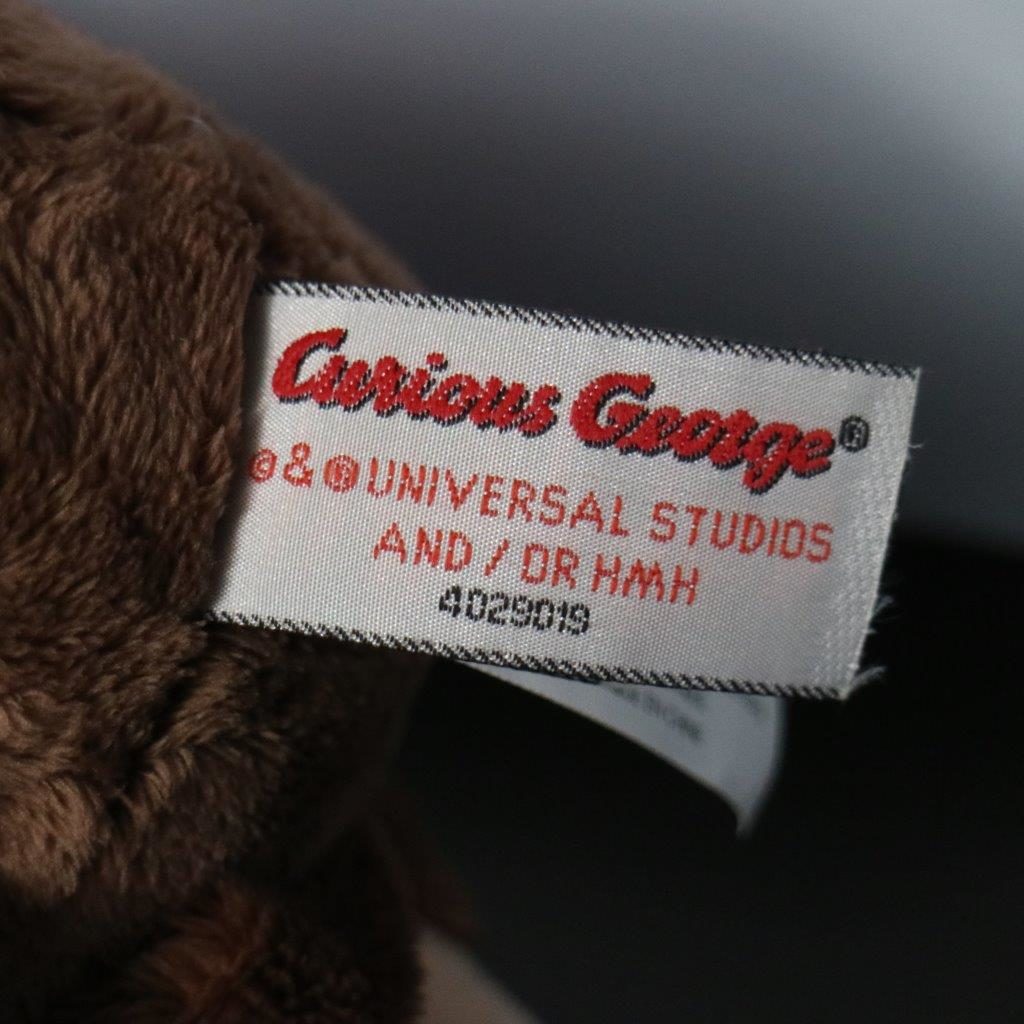 Curious George®
©&® UNIVERSAL STUDIOS
AND / OR HMH
4029019